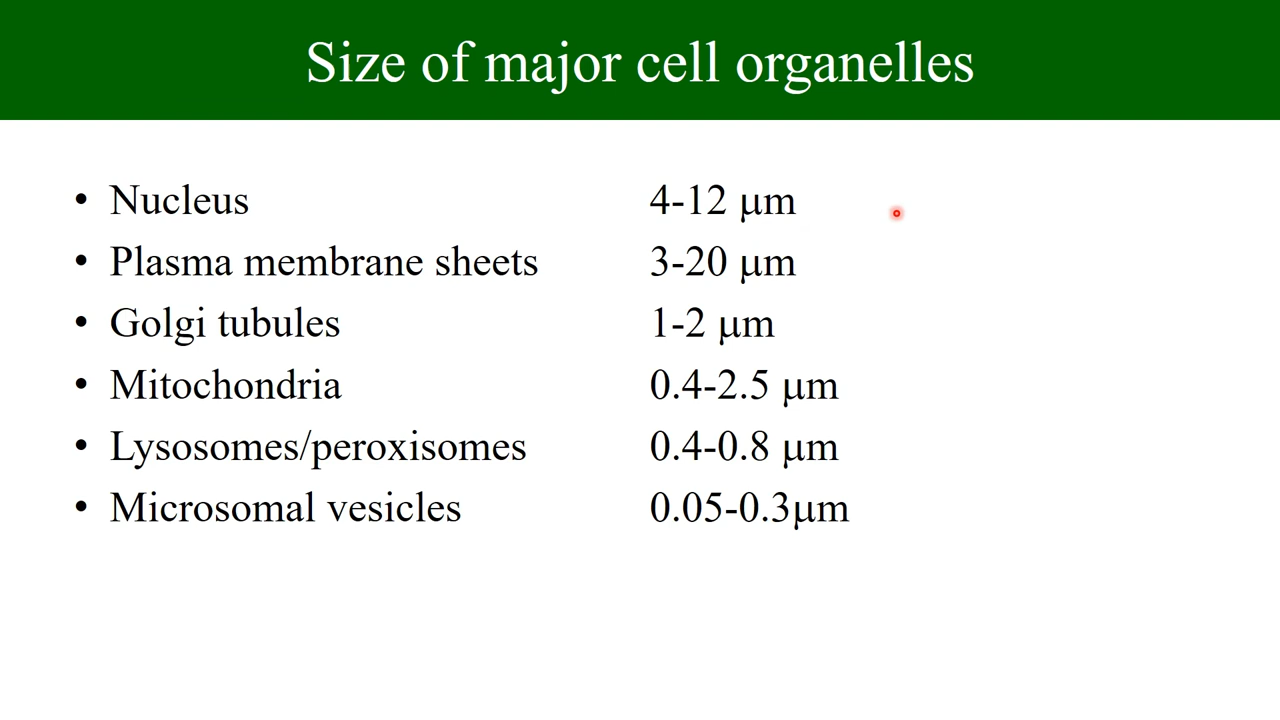 Size of major cell organelles
• Nucleus 4-12 μm
• Plasma membrane sheets 3-20 μm
• Golgi tubules 1-2 μm
• Mitochondria 0.4-2.5 μm
• Lysosomes/peroxisomes 0.4-0.8 μm
• Microsomal vesicles 0.05-0.3μm